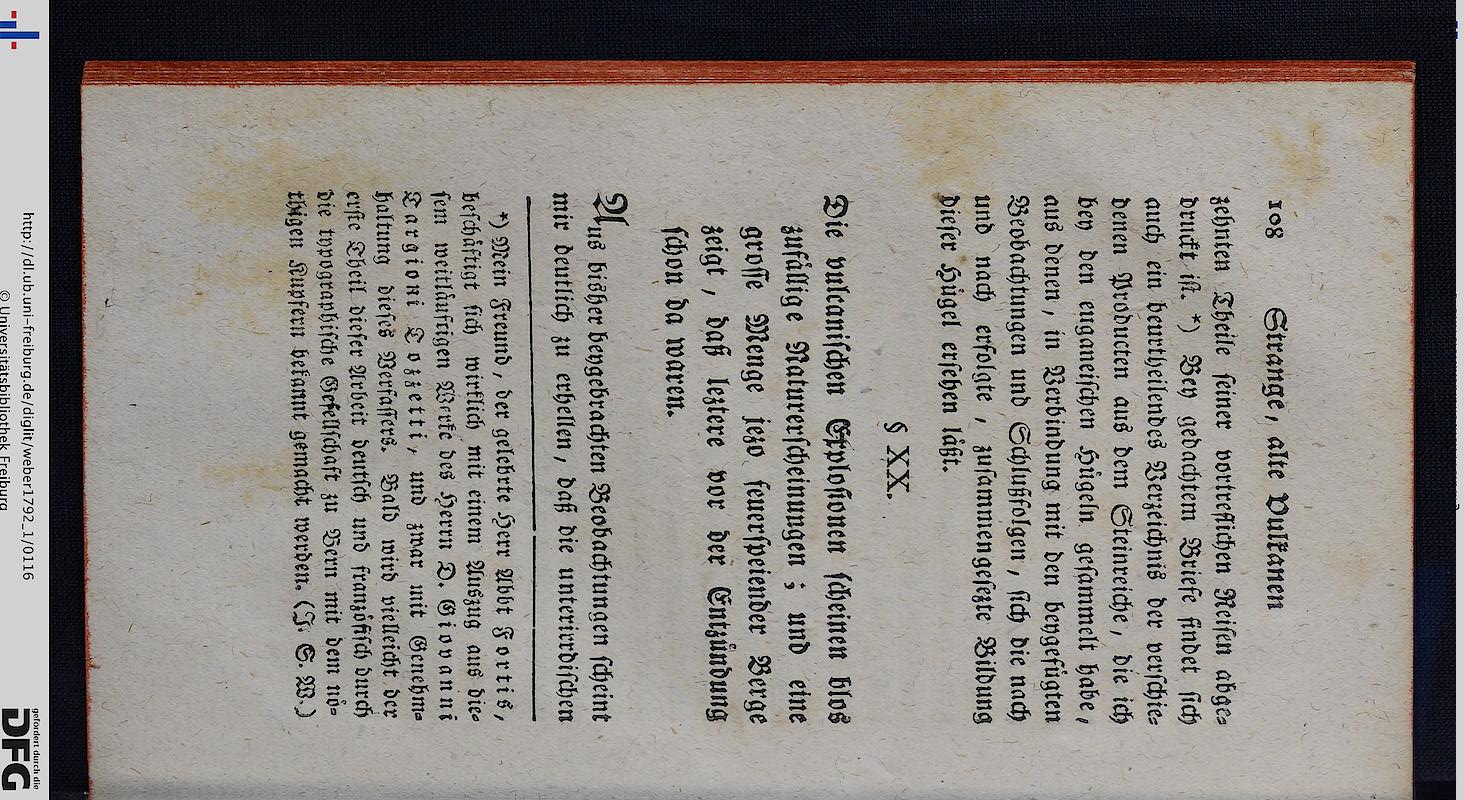 108 Strange, alte Vulkanen
zehnten Theile seiner vortreflichen Reisen abge-
druckt ist. *) Bey gedachtem Briefe findet sich
auch ein beurtheilendes Verzeichnis der verschie-
denen Producten aus dem Steinreiche, die ich
bey den euganeischen Hügeln gesammelt habe,
aus denen, in Verbindung mit den beygefügten
Beobachtungen und Schlußfolgen, sich die nach
und nach erfolgte, zusammengesezte Bildung
dieser Hügel ersehen läßt.
§ XX.
Die vulcanischen Explosionen scheinen blos
zufällige Naturerscheinungen; und eine
grosse Menge jezo feuerspeiender Berge
zeigt, daß leztere vor der Entzündung
schon da waren.
Aus bisher beygebrachten Beobachtungen scheint
mir deutlich zu erhellen, daß die unterirrdischen
*) Mein Freund, der gelehrte Herr Abbt Fortis,
beschäftigt sich wirklich mit einem Auszug aus die-
sem weitläuftigen Werke des Herrn D. Giovanni
Targioni Tozzetti, und zwar mit Genehm-
haltung dieses Verfassers. Bald wird vielleicht der
erste Theil dieser Arbeit deutsch und französisch durch
die typographische Gesellschaft zu Bern mit dem nö-
thigen Kupfern bekannt gemacht werden. (J. S. W.)
http://dl.ub.uni-freiburg.de/diglit/weber1792_1/0116
© Universitätsbibliothek Freiburg
gefördert durch die
DFG